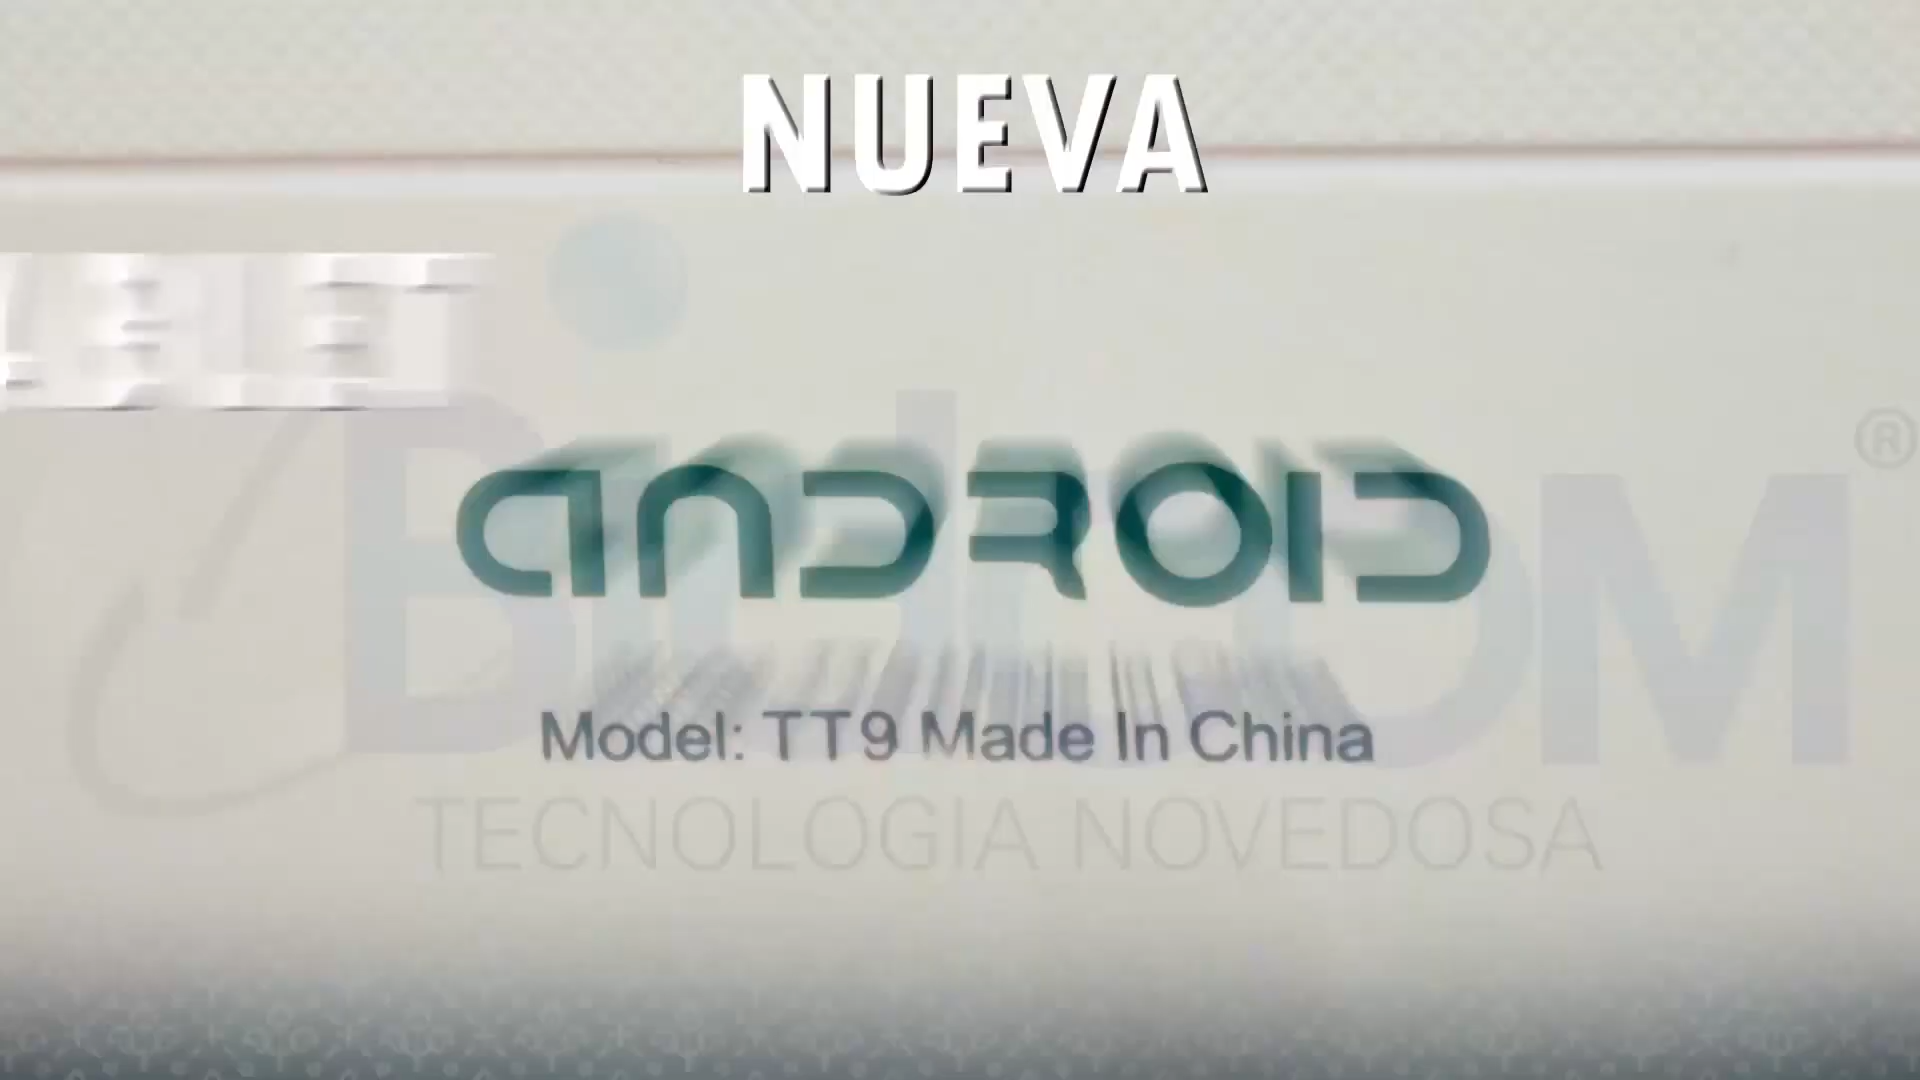 NUEVA
ANDROID
®
Model: TT9 Made In China
TECNOLOGIA NOVEDOSA